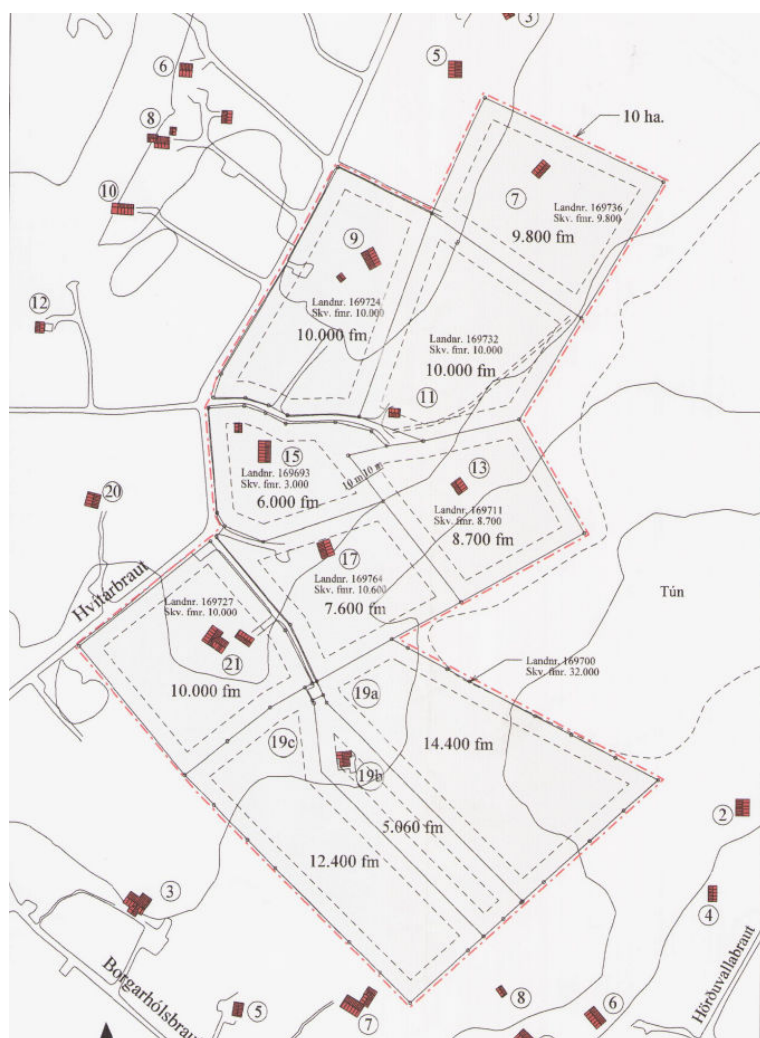 3
5
6
10 ha.
8
7
Landnr. 169736
Skv. fmr. 9.800
9.800 fm
10
9
12
Landnr. 169724
Skv. fmr. 10.000
10.000 fm
Landnr. 169732
Skv. fmr. 10.000
10.000 fm
11
15
Landnr. 169693
Skv. fmr. 3.000
6.000 fm
10 m 10 m
13
Landnr. 169711
Skv. fmr. 8.700
8.700 fm
20
17
Landnr. 169764
Skv. fmr. 10.600
7.600 fm
Hvítárbraut
Tún
Landnr. 169727
Skv. fmr. 10.000
21
10.000 fm
Landnr. 169700
Skv. fmr. 32.000
19a
14.400 fm
19c
19b
5.060 fm
12.400 fm
2
4
3
Borgarhólsbraut
Hörðuvallabraut
5
7
8
6